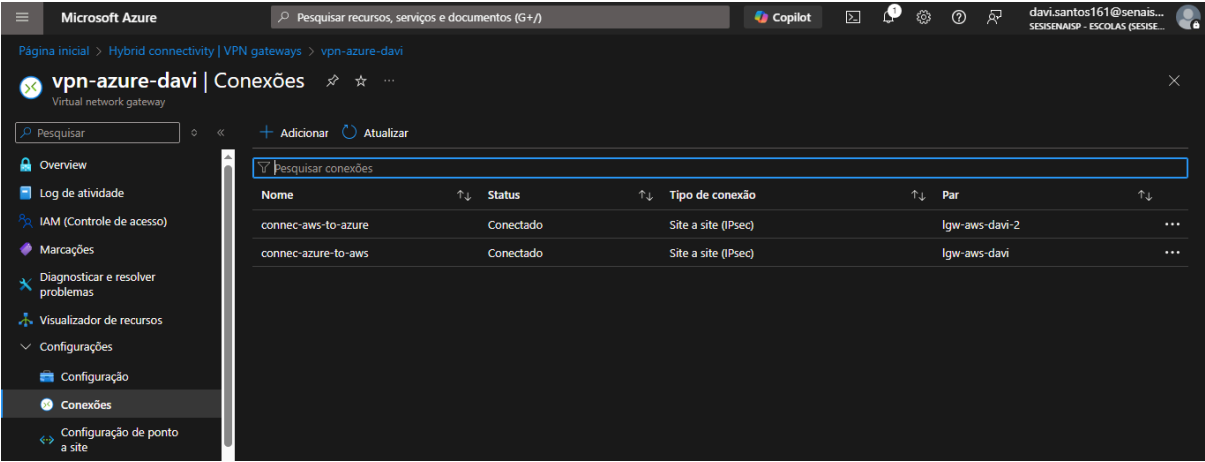 Microsoft Azure
Pesquisar recursos, serviços e documentos (G+/)
Copilot
1
davi.santos161@senais...
SESISENAISP - ESCOLAS (SESISE...
Página inicial > Hybrid connectivity | VPN gateways > vpn-azure-davi
vpn-azure-davi | Conexões
Virtual network gateway
Pesquisar
Adicionar
Atualizar
Overview
Log de atividade
IAM (Controle de acesso)
Marcações
Diagnosticar e resolver
problemas
Visualizador de recursos
Configurações
Configuração
Conexões
Configuração de ponto
a site
Pesquisar conexões
Nome Status Tipo de conexão Par
connec-aws-to-azure Conectado Site a site (IPsec) lgw-aws-davi-2
connec-azure-to-aws Conectado Site a site (IPsec) lgw-aws-davi